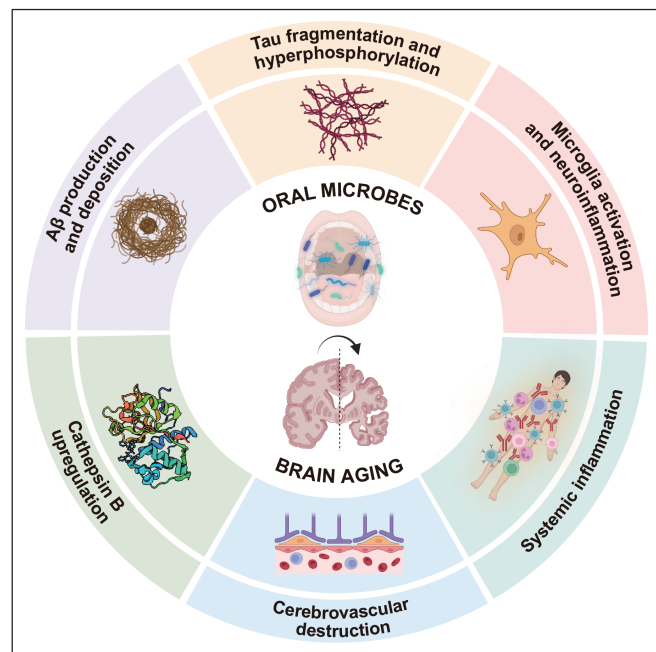 Tau fragmentation and
hyperphosphorylation
Microglia activation
and neuroinflammation
Systemic inflammation
Cerebrovascular
destruction
Cathepsin B
upregulation
Aβ production
and deposition
ORAL MICROBES
BRAIN AGING